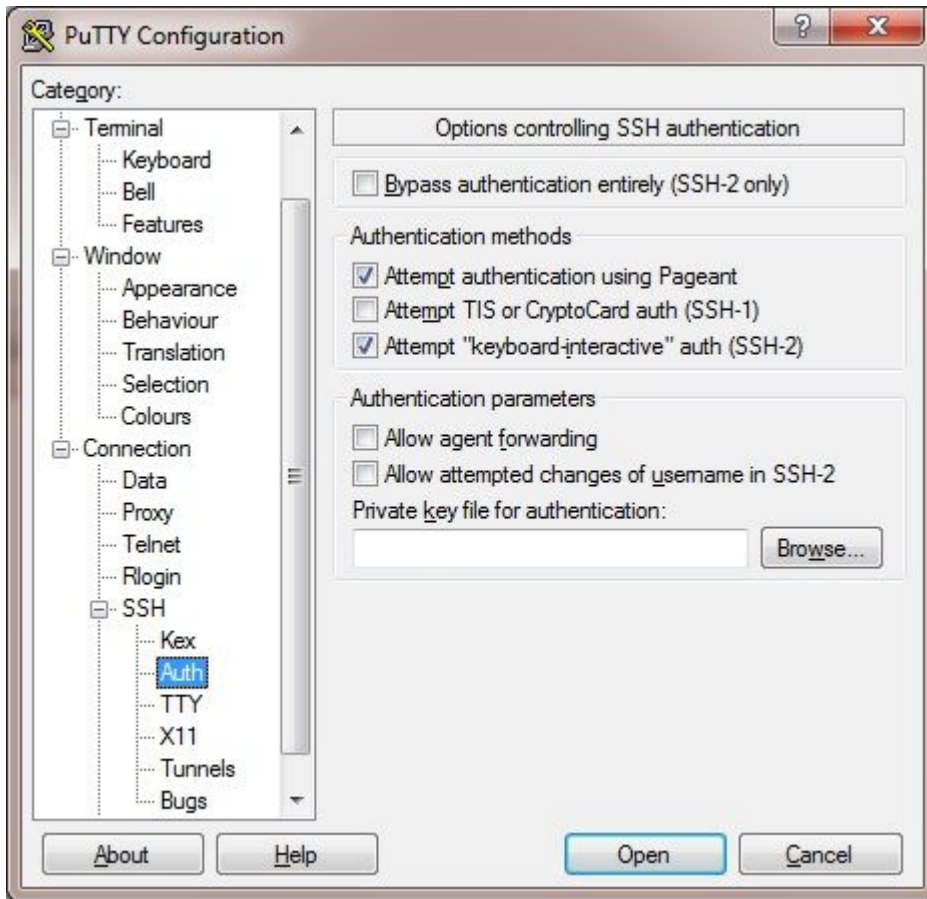 PuTTY Configuration
Category:
Terminal
Keyboard
Bell
Features
Window
Appearance
Behaviour
Translation
Selection
Colours
Connection
Data
Proxy
Telnet
Rlogin
SSH
Kex
Auth
TTY
X11
Tunnels
Bugs
Options controlling SSH authentication
Bypass authentication entirely (SSH-2 only)
Authentication methods
Attempt authentication using Pageant
Attempt TIS or CryptoCard auth (SSH-1)
Attempt "keyboard-interactive" auth (SSH-2)
Authentication parameters
Allow agent forwarding
Allow attempted changes of username in SSH-2
Private key file for authentication:
Browse...
About
Help
Open
Cancel